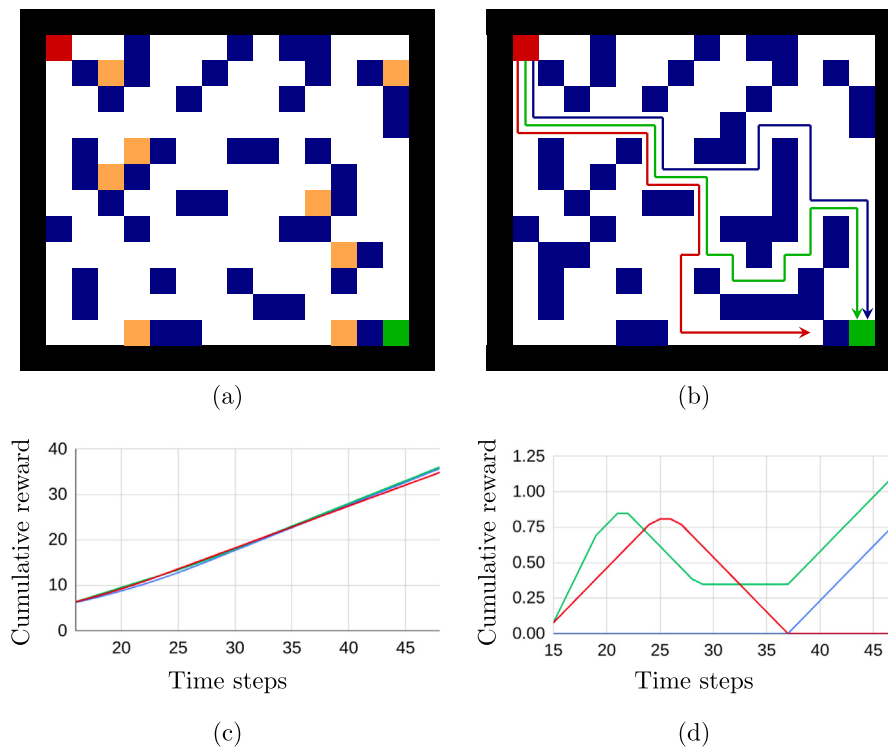 (a)
(b)
Cumulative reward
40
30
20
10
0
20 25 30 35 40 45
Time steps
(c)
Cumulative reward
1.25
1.00
0.75
0.50
0.25
0.00
15 20 25 30 35 40 45
Time steps
(d)